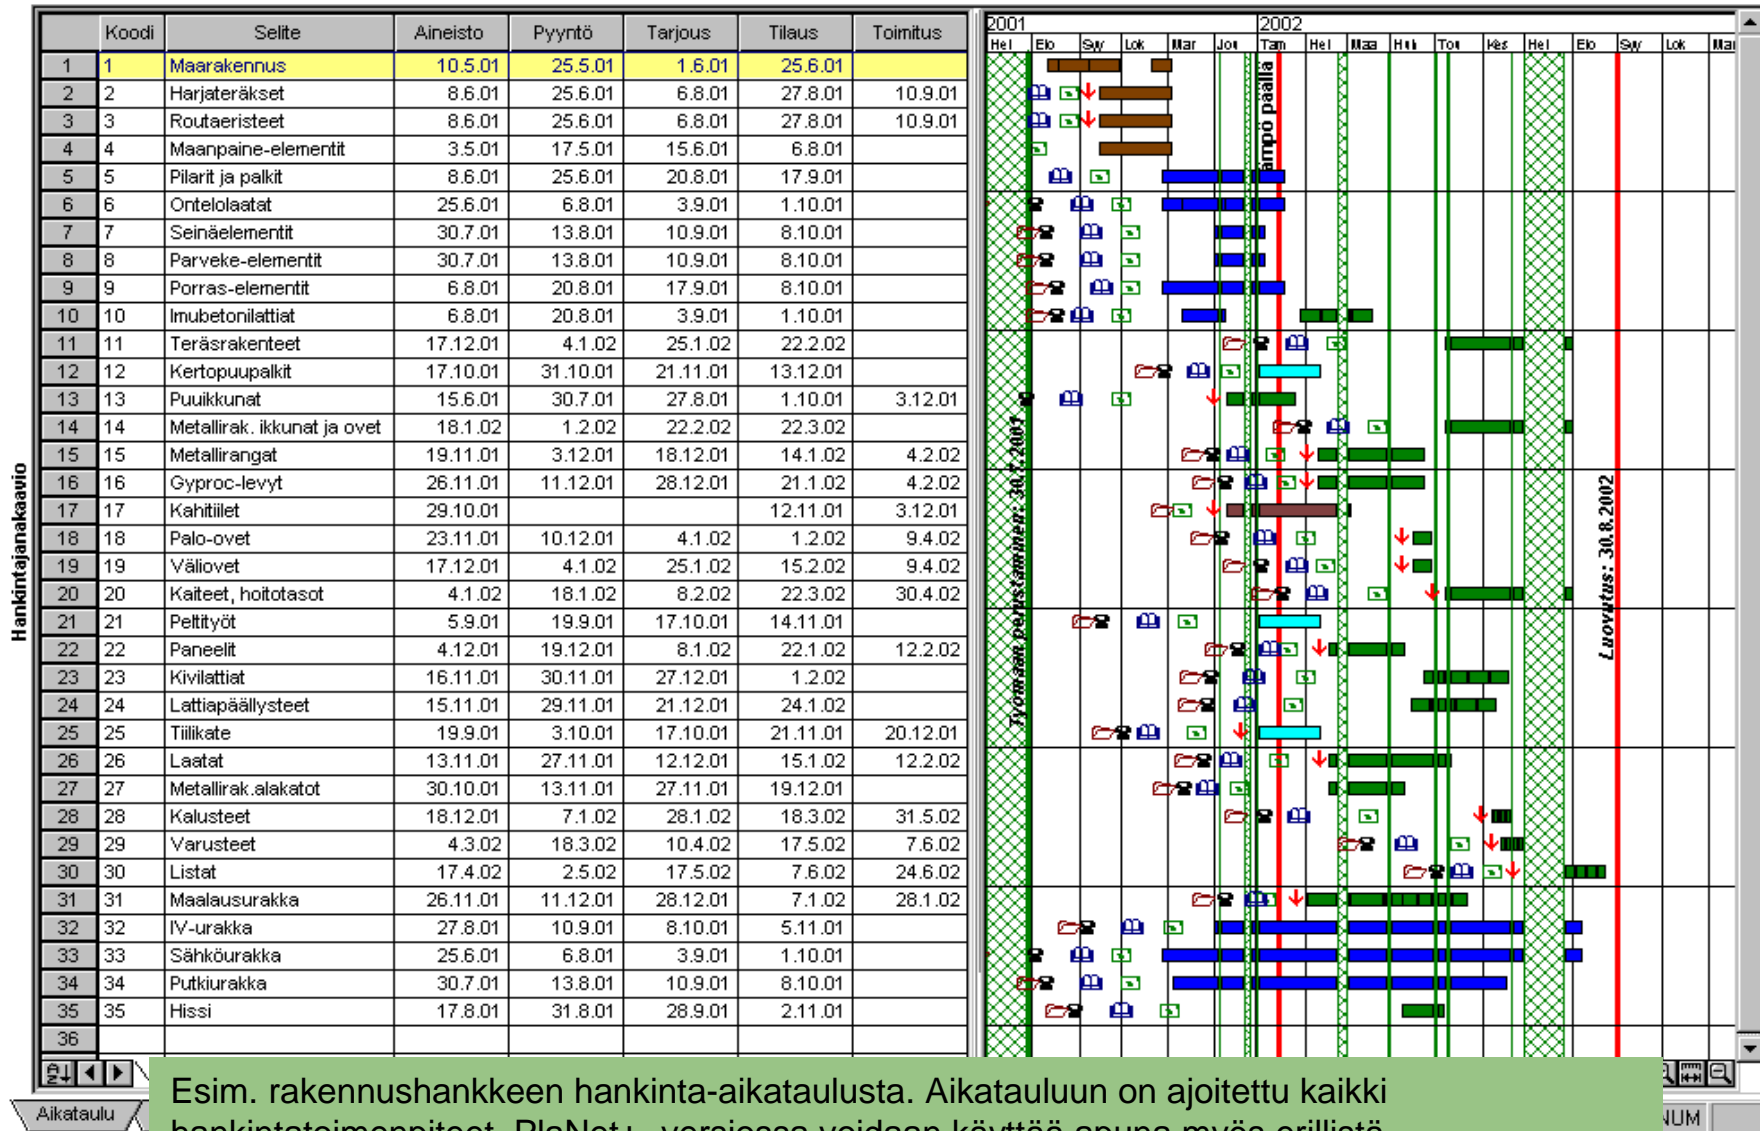 Koodi Selite Aineisto Pyyntö Tarjous Tilaus Toimitus
1 1 Maarakennus 10.5.01 25.5.01 1.6.01 25.6.01
2 2 Harjateräkset 8.6.01 25.6.01 6.8.01 27.8.01 10.9.01
3 3 Routaeristeet 8.6.01 25.6.01 6.8.01 27.8.01 10.9.01
4 4 Maanpaine-elementit 3.5.01 17.5.01 15.6.01 6.8.01
5 5 Pilarit ja palkit 8.6.01 25.6.01 20.8.01 17.9.01
6 6 Ontelolaatat 25.6.01 6.8.01 3.9.01 1.10.01
7 7 Seinäelementit 30.7.01 13.8.01 10.9.01 8.10.01
8 8 Parveke-elementit 30.7.01 13.8.01 10.9.01 8.10.01
9 9 Porras-elementit 6.8.01 20.8.01 17.9.01 8.10.01
10 10 Imubetonilattiat 6.8.01 20.8.01 3.9.01 1.10.01
11 11 Teräsrakenteet 17.12.01 4.1.02 25.1.02 22.2.02
12 12 Kertopuupalkit 17.10.01 31.10.01 21.11.01 13.12.01
13 13 Puuikkunat 15.6.01 30.7.01 27.8.01 1.10.01 3.12.01
14 14 Metallirak. ikkunat ja ovet 18.1.02 1.2.02 22.2.02 22.3.02
15 15 Metallirangat 19.11.01 3.12.01 18.12.01 14.1.02 4.2.02
16 16 Gyproc-levyt 26.11.01 11.12.01 28.12.01 21.1.02 4.2.02
17 17 Kahitiilet 29.10.01 12.11.01 3.12.01
18 18 Palo-ovet 23.11.01 10.12.01 4.1.02 1.2.02 9.4.02
19 19 Väliovet 17.12.01 4.1.02 25.1.02 15.2.02 9.4.02
20 20 Kaiteet, hoitotasot 4.1.02 18.1.02 8.2.02 22.3.02 30.4.02
21 21 Peltityöt 5.9.01 19.9.01 17.10.01 14.11.01
22 22 Paneelit 4.12.01 19.12.01 8.1.02 22.1.02 12.2.02
23 23 Kivilattiat 16.11.01 30.11.01 27.12.01 1.2.02
24 24 Lattiapäällysteet 15.11.01 29.11.01 21.12.01 24.1.02
25 25 Tiilikate 19.9.01 3.10.01 17.10.01 21.11.01 20.12.01
26 26 Laatat 13.11.01 27.11.01 12.12.01 15.1.02 12.2.02
27 27 Metallirak.alakatot 30.10.01 13.11.01 27.11.01 19.12.01
28 28 Kalusteet 18.12.01 7.1.02 28.1.02 18.3.02 31.5.02
29 29 Varusteet 4.3.02 18.3.02 10.4.02 17.5.02 7.6.02
30 30 Listat 17.4.02 2.5.02 17.5.02 7.6.02 24.6.02
31 31 Maalausurakka 26.11.01 11.12.01 28.12.01 7.1.02 28.1.02
32 32 IV-urakka 27.8.01 10.9.01 8.10.01 5.11.01
33 33 Sähköurakka 25.6.01 6.8.01 3.9.01 1.10.01
34 34 Putkiurakka 30.7.01 13.8.01 10.9.01 8.10.01
35 35 Hissi 17.8.01 31.8.01 28.9.01 2.11.01
36
Hankintajanakaavio
2001 2002
Hel Elo Syy Lok Mar Jou Tam Hel Maa Huh Tou Kes Hei Elo Syy Lok Mar
ämpö päällä
Työmaan perustaminen: 30.7.2001
Luovutus: 30.8.2002
Aikataulu
NUM
Esim. rakennushankkeen hankinta-aikataulusta. Aikatauluun on ajoitettu kaikki
hankintatoimenpiteet. PlaNet+ -versiossa voidaan käyttää apuna myös erillistä